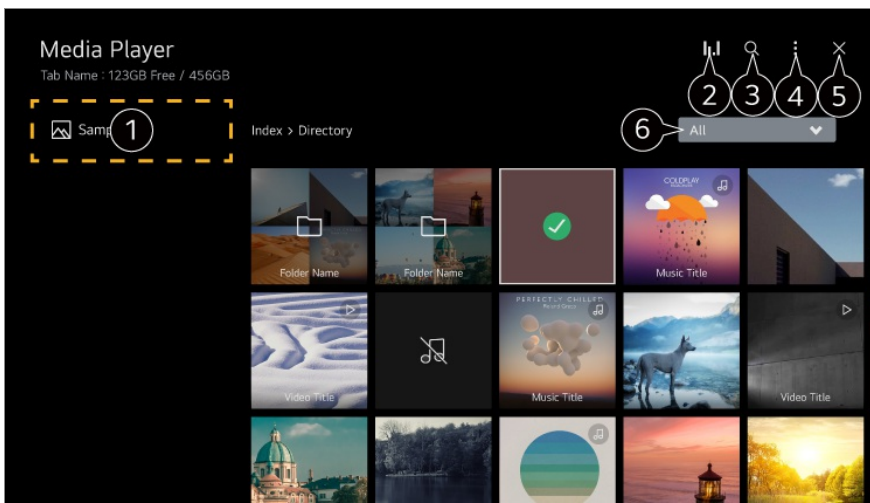 Media Player
Tab Name : 123GB Free / 456GB
2 3 4 5
1
Index > Directory
6
All
COLDPLAY
Folder Name
Folder Name
Music Title
PERFECTLY CHILLED
Video Title
Music Title
Video Title